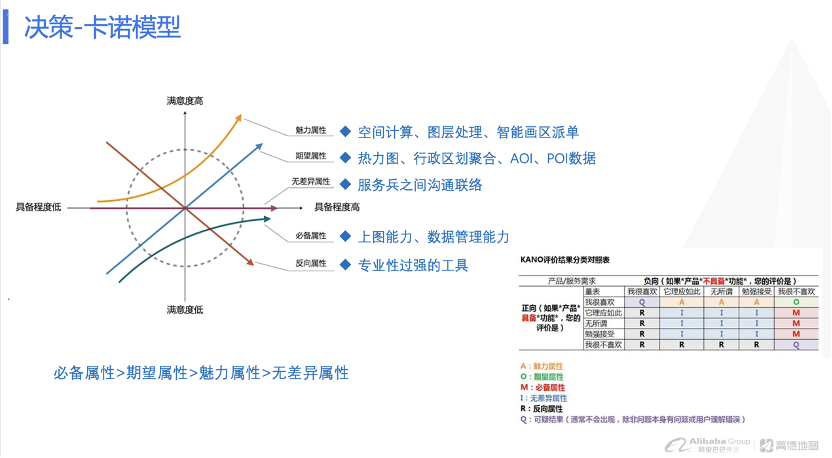 决策-卡诺模型
满意度高
魅力属性
◆ 空间计算、图层处理、智能画区派单
期望属性
◆ 热力图、行政区划聚合、AOI、POI数据
无差异属性
◆ 服务兵之间沟通联络
具备程度低
具备程度高
必备属性
◆ 上图能力、数据管理能力
反向属性
◆ 专业性过强的工具
满意度低
必备属性>期望属性>魅力属性>无差异属性
KANO评价结果分类对照表
产品/服务需求 负向（如果*产品*不具备*功能*，您的评价是）
正向（如果*产品*具备*功能*，您的评价是）
量表 我很喜欢 它理应如此 无所谓 勉强接受 我很不喜欢
我很喜欢 Q A A A O
它理应如此 R I I I M
无所谓 R I I I M
勉强接受 R I I I M
我很不喜欢 R R R R Q
A：魅力属性
O：期望属性
M：必备属性
I：无差异属性
R：反向属性
Q：可疑结果（通常不会出现，除非问题本身有问题或用户理解错误）
Alibaba Group
阿里巴巴集团
高德地图